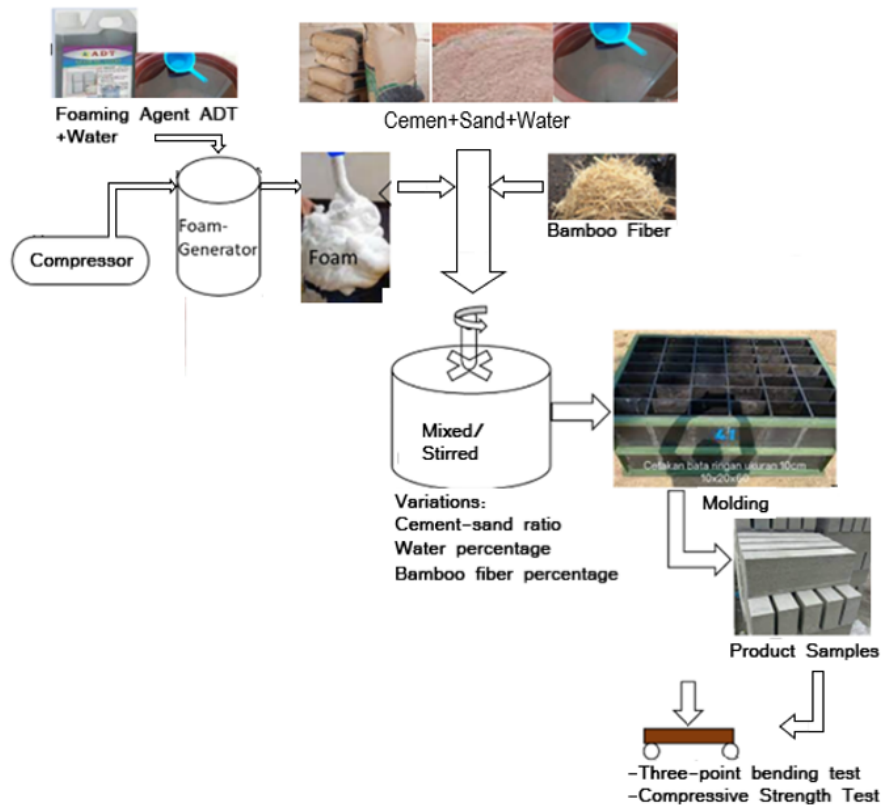 ADT
Foaming Agent ADT
+Water
Cemen+Sand+Water
Foam-
Generator
Compressor
Foam
Bamboo Fiber
Mixed/
Stirred
Variations:
Cement-sand ratio
Water percentage
Bamboo fiber percentage
Cetakan bata ringan ukuran 10cm
10x20x60
Molding
Product Samples
-Three-point bending test
-Compressive Strength Test